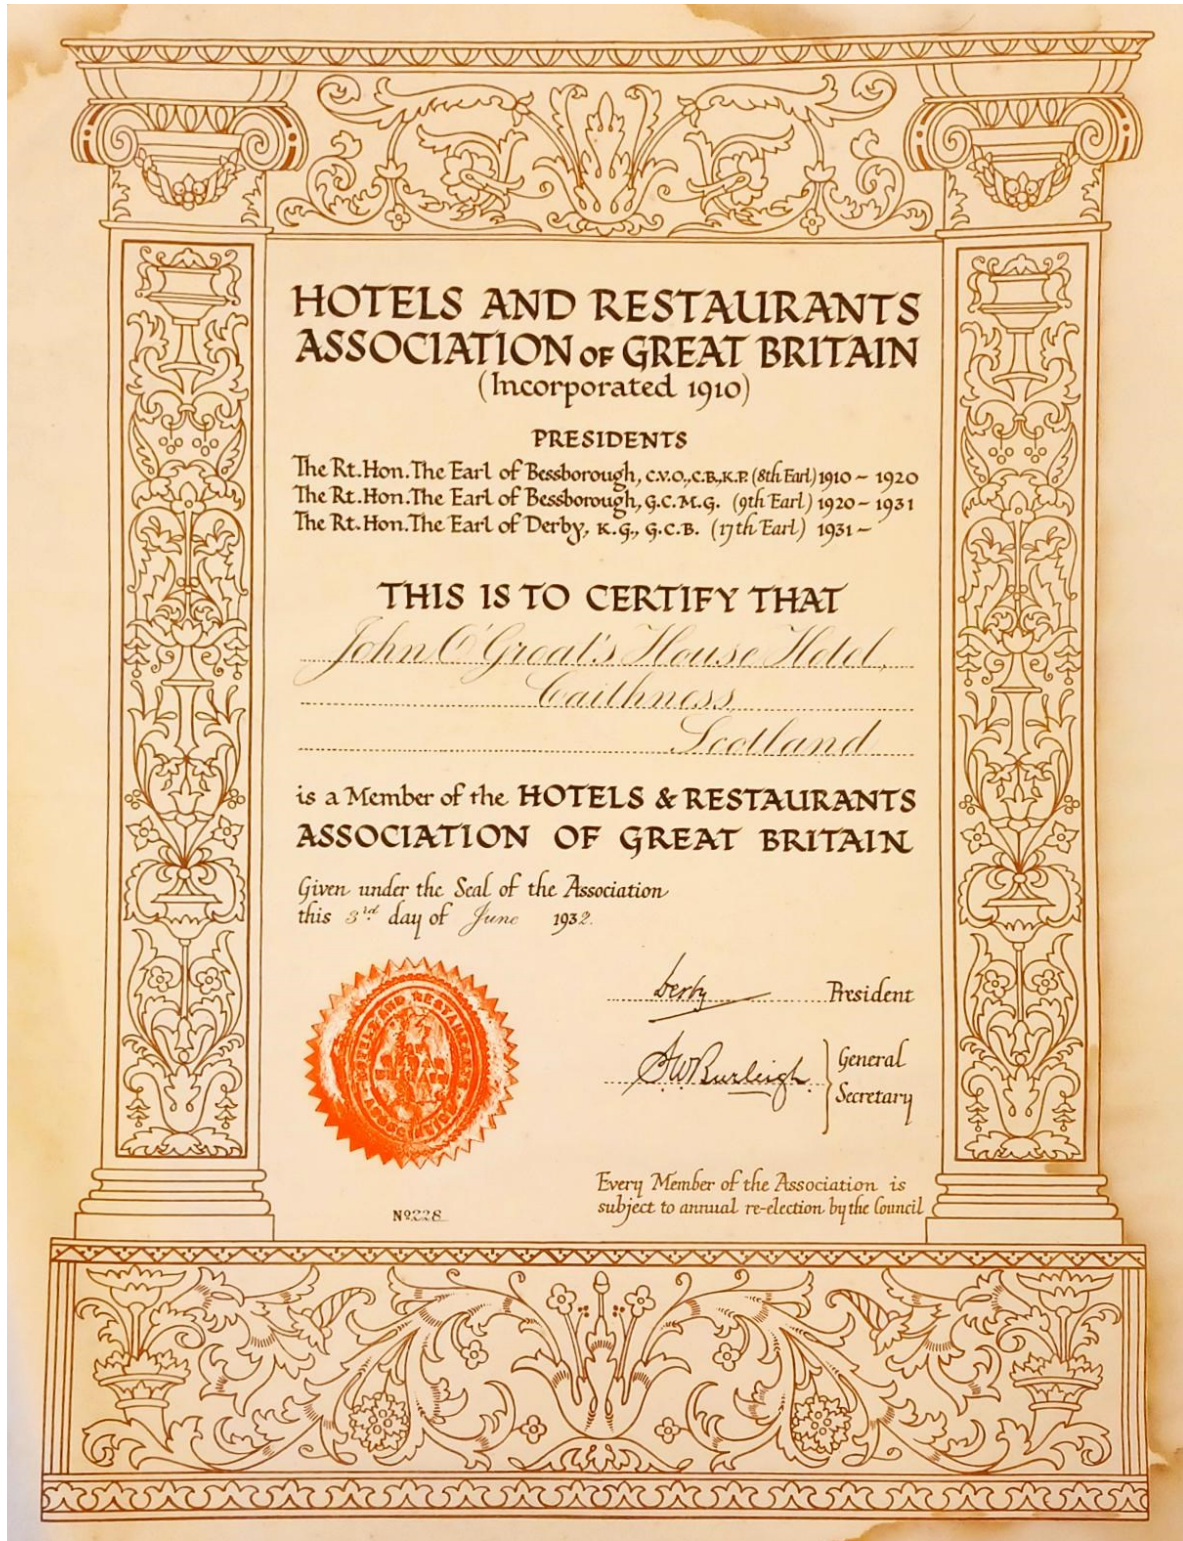 HOTELS AND RESTAURANTS
ASSOCIATION OF GREAT BRITAIN
(Incorporated 1910)
PRESIDENTS
The Rt. Hon. The Earl of Bessborough, C.V.O., C.B., K.P. (8th Earl) 1910 – 1920
The Rt. Hon. The Earl of Bessborough, G.C.M.G. (9th Earl) 1920 – 1931
The Rt. Hon. The Earl of Derby, K.G., G.C.B. (17th Earl) 1931 –
THIS IS TO CERTIFY THAT
John O'Groat's House Hotel,
Caithness
Scotland
is a Member of the HOTELS & RESTAURANTS
ASSOCIATION OF GREAT BRITAIN
Given under the Seal of the Association
this 3rd day of June 1932.
Derby President
A.W. Burleigh. General
Secretary
HOTELS AND RESTAURANTS ASSOCIATION
Every Member of the Association is
subject to annual re-election by the Council
No 228